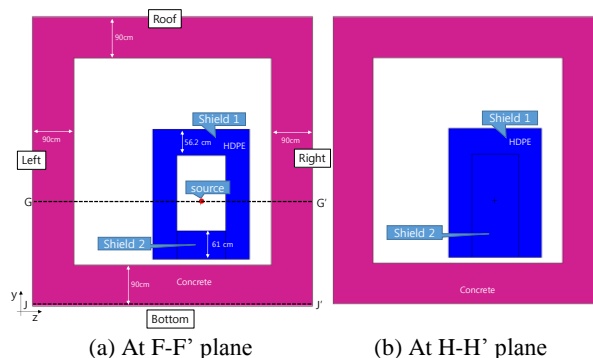 Roof
90cm
Shield 1
56.2 cm
HDPE
90cm
90cm
Left
Right
source
G
G'
Shield 2
61 cm
90cm
Concrete
y
J
J'
z
Bottom
(a) At F-F' plane
Shield 1
HDPE
Shield 2
Concrete
(b) At H-H' plane